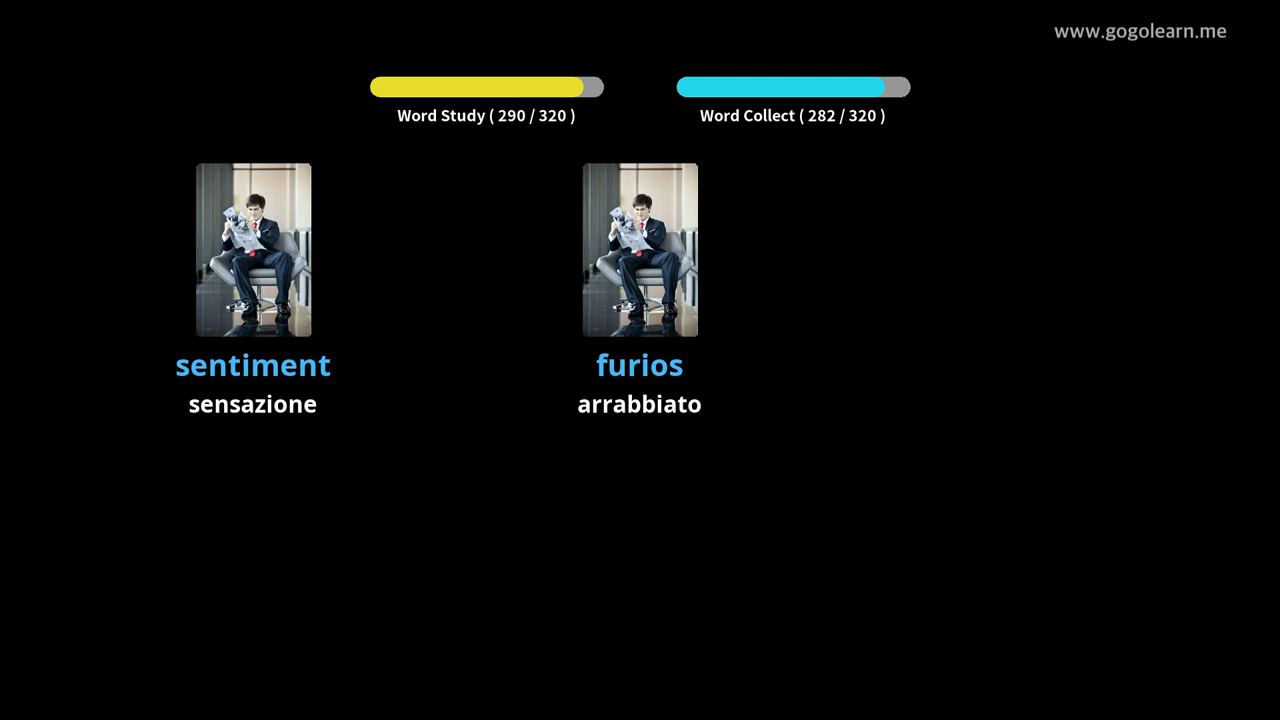 www.gogolearn.me
Word Study ( 290 / 320 )
Word Collect ( 282 / 320 )
sentiment
sensazione
furios
arrabbiato